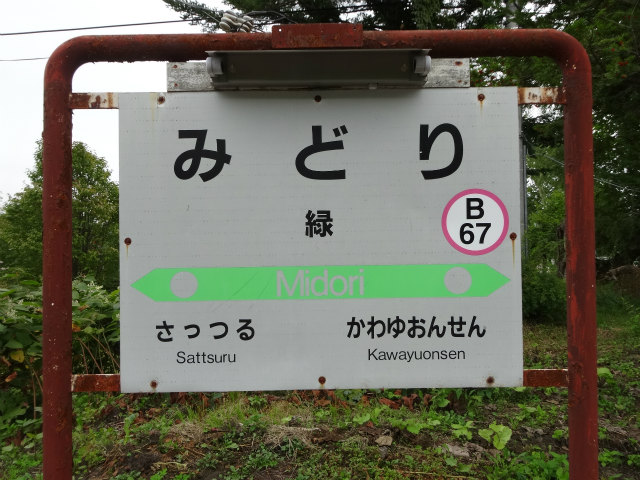 みどり
緑
B
67
Midori
さっつる かわゆおんせん
Sattsuru Kawayuonsen